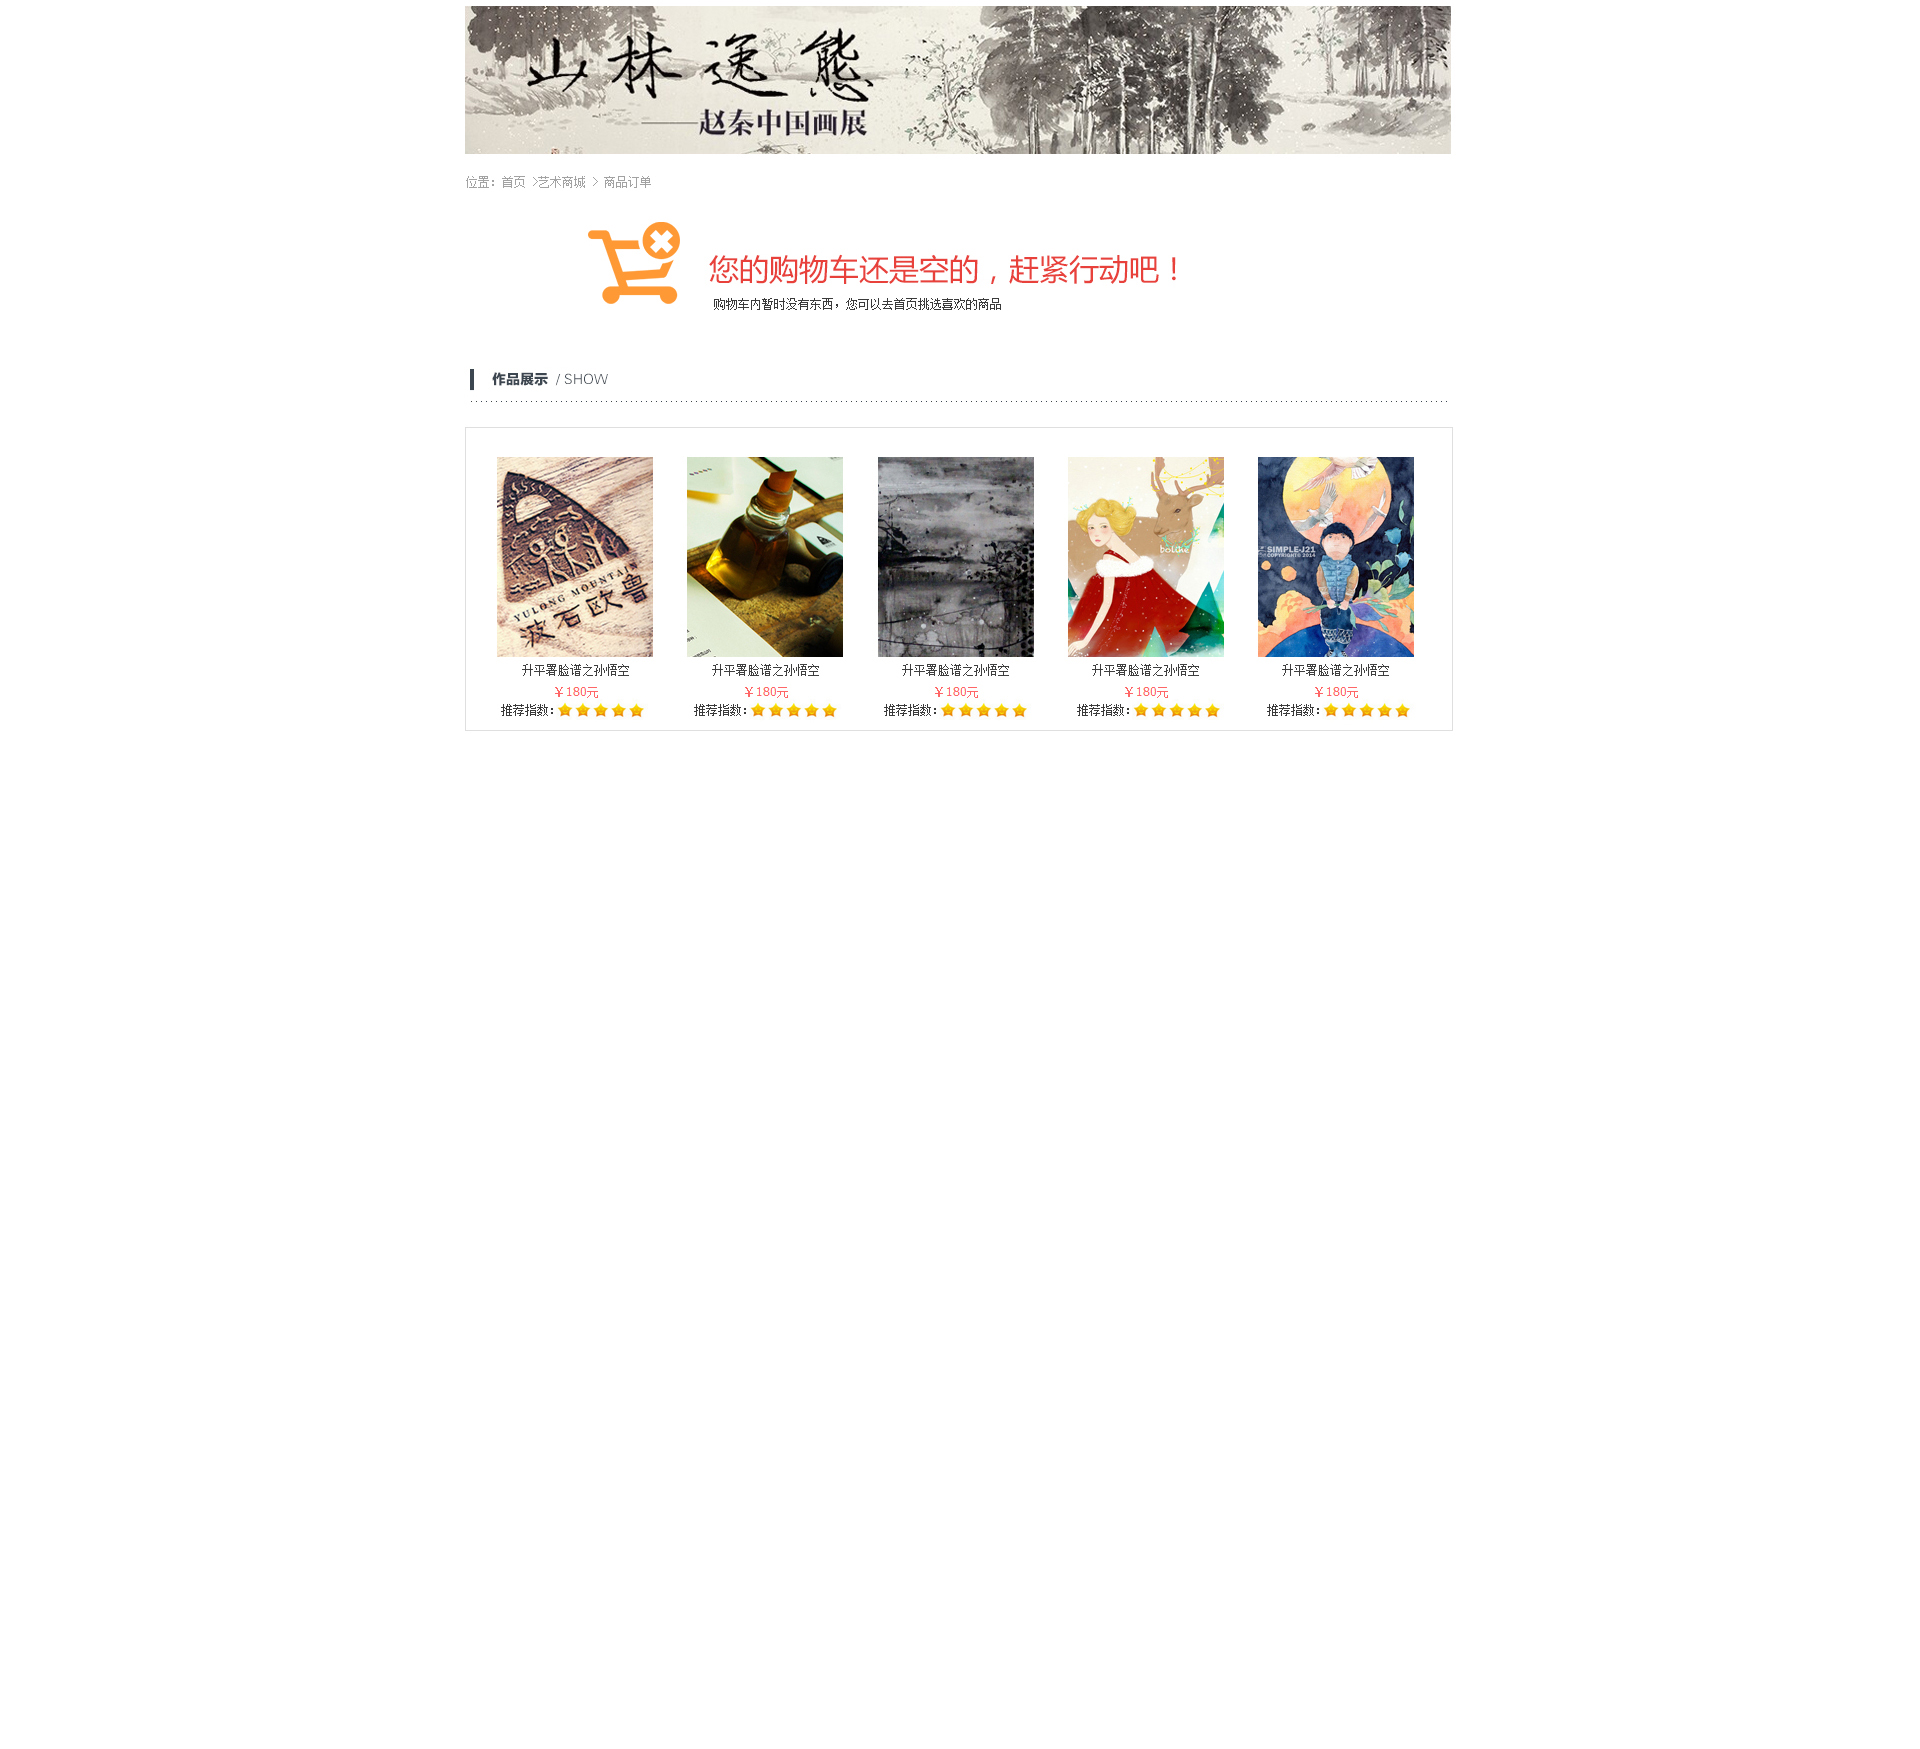 山林逸熊
——赵秦中国画展
位置：首页 >艺术商城 > 商品订单
您的购物车还是空的，赶紧行动吧！
购物车内暂时没有东西，您可以去首页挑选喜欢的商品
作品展示 / SHOW
YULONG MOUNTAIN
波石欧鲁
bolike
SIMPLE-J21
COPYRIGHTS 2014
升平署脸谱之孙悟空 升平署脸谱之孙悟空 升平署脸谱之孙悟空 升平署脸谱之孙悟空 升平署脸谱之孙悟空
￥180元 ￥180元 ￥180元 ￥180元 ￥180元
推荐指数： 推荐指数： 推荐指数： 推荐指数： 推荐指数：